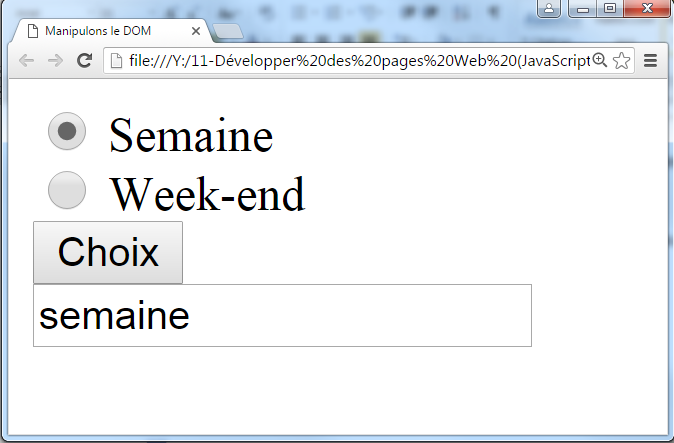 Manipulons le DOM
file:///Y:/11-Développer%20des%20pages%20Web%20(JavaScript
Semaine
Week-end
Choix
semaine